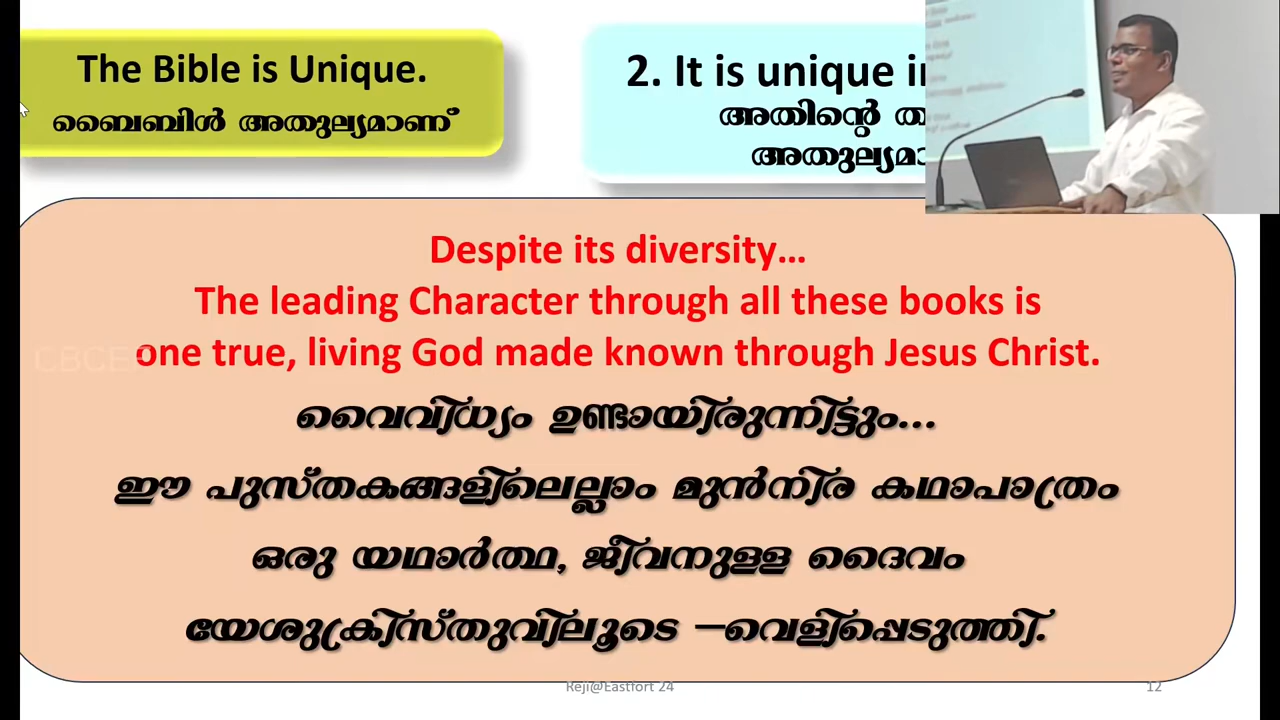 The Bible is Unique.
ബൈബിൾ അതുല്യമാണ്
2. It is unique
അതിന്റെ
Despite its diversity…
The leading Character through all these books is
one true, living God made known through Jesus Christ.
വൈവിധ്യം ഉണ്ടായിരുന്നിട്ടും…
ഈ പുസ്തകങ്ങളിലെല്ലാം മുൻനിര കഥാപാത്രം
ഒരു യഥാർത്ഥ, ജീവനുള്ള ദൈവം
യേശുക്രിസ്തുവിലൂടെ –വെളിപ്പെടുത്തി.
Reji@Eastfort 24
12